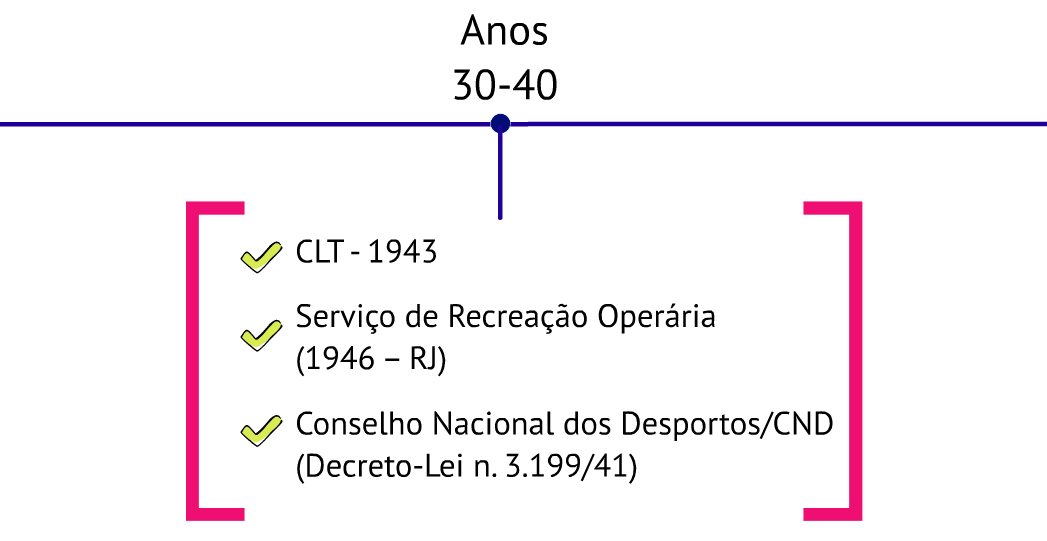 Anos
30-40
CLT - 1943
Serviço de Recreação Operária
(1946 – RJ)
Conselho Nacional dos Desportos/CND
(Decreto-Lei n. 3.199/41)